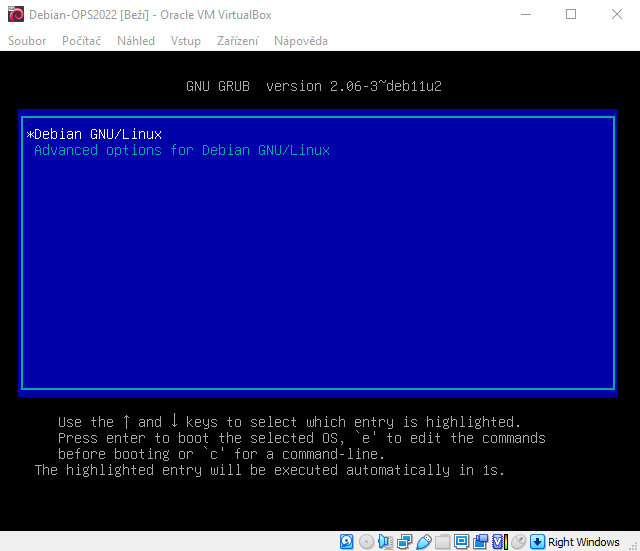 Debian-OPS2022 [Beží] - Oracle VM VirtualBox
Soubor Počítač Náhled Vstup Zařízení Nápověda
GNU GRUB  version 2.06-3~deb11u2
*Debian GNU/Linux
Advanced options for Debian GNU/Linux
Use the ↑ and ↓ keys to select which entry is highlighted.
Press enter to boot the selected OS, `e' to edit the commands
before booting or `c' for a command-line.
The highlighted entry will be executed automatically in 1s.
Right Windows